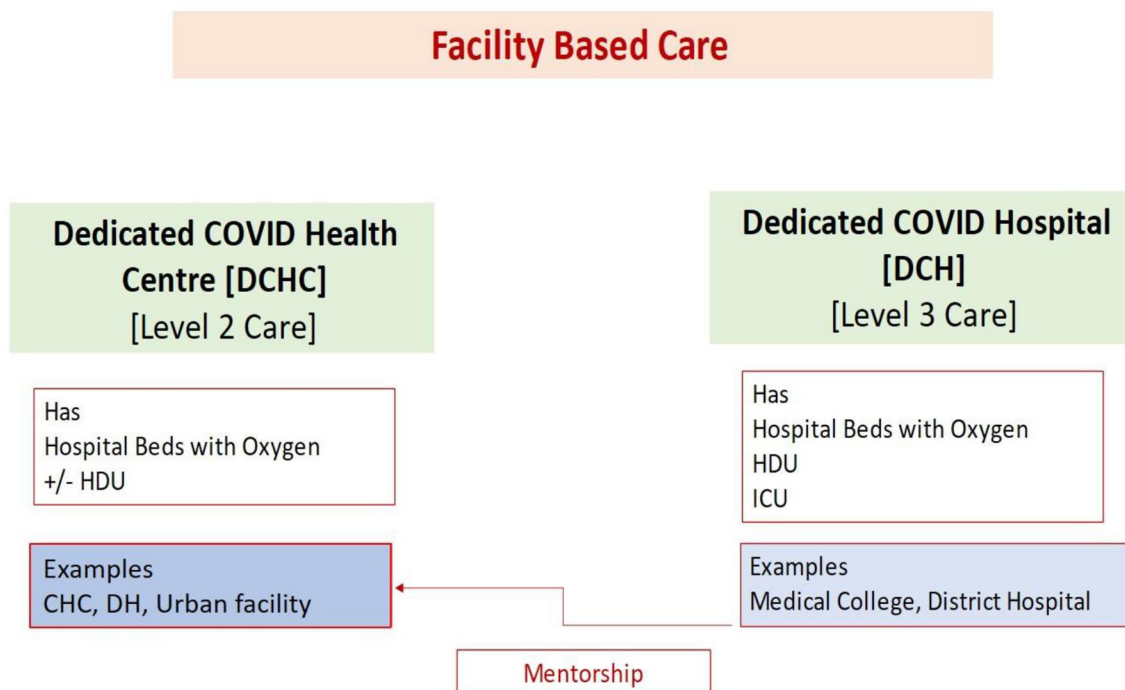 Facility Based Care
Dedicated COVID Health
Centre [DCHC]
[Level 2 Care]
Has
Hospital Beds with Oxygen
+/- HDU
Examples
CHC, DH, Urban facility
Dedicated COVID Hospital
[DCH]
[Level 3 Care]
Has
Hospital Beds with Oxygen
HDU
ICU
Examples
Medical College, District Hospital
Mentorship